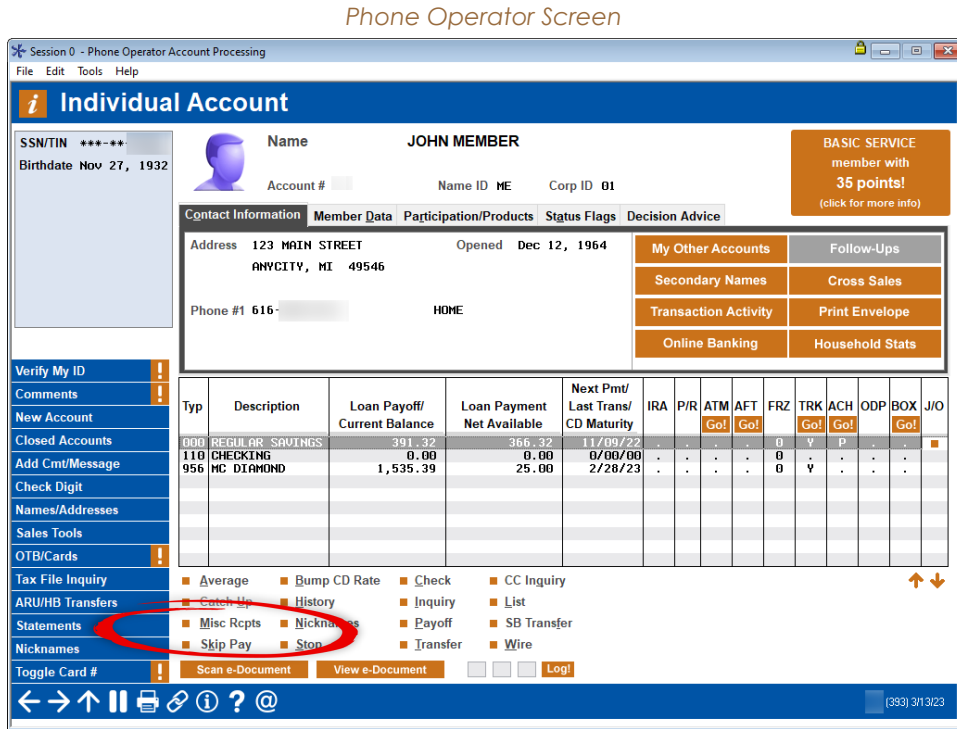 Phone Operator Screen
Session 0 - Phone Operator Account Processing
File Edit Tools Help
i Individual Account
SSN/TIN ***-**-
Birthdate Nov 27, 1932
Name JOHN MEMBER
Account # Name ID ME Corp ID 01
BASIC SERVICE
member with
35 points!
(click for more info)
Contact Information Member Data Participation/Products Status Flags Decision Advice
Address 123 MAIN STREET Opened Dec 12, 1964
ANYCITY, MI 49546
Phone #1 616- HOME
My Other Accounts Follow-Ups
Secondary Names Cross Sales
Transaction Activity Print Envelope
Online Banking Household Stats
Verify My ID !
Comments !
New Account
Closed Accounts
Add Cmt/Message
Check Digit
Names/Addresses
Sales Tools
OTB/Cards !
Tax File Inquiry
ARU/HB Transfers
Statements
Nicknames
Toggle Card # !
Next Pmt/
Typ Description Loan Payoff/ Loan Payment Last Trans/ IRA P/R ATM AFT FRZ TRK ACH ODP BOX J/O
Current Balance Net Available CD Maturity Go! Go! Go! Go! Go!
000 REGULAR SAVINGS 391.32 366.32 11/09/22 . . . . 0 Y P . .
110 CHECKING 0.00 0.00 0/00/00 . . . . 0 . . . .
956 MC DIAMOND 1,535.39 25.00 2/28/23 . . . . 0 Y . . .
Average Bump CD Rate Check CC Inquiry
Catch Up History Inquiry List
Misc Rcpts Nicknames Payoff SB Transfer
Skip Pay Stop Transfer Wire
Scan e-Document View e-Document Log!
(393) 3/13/23